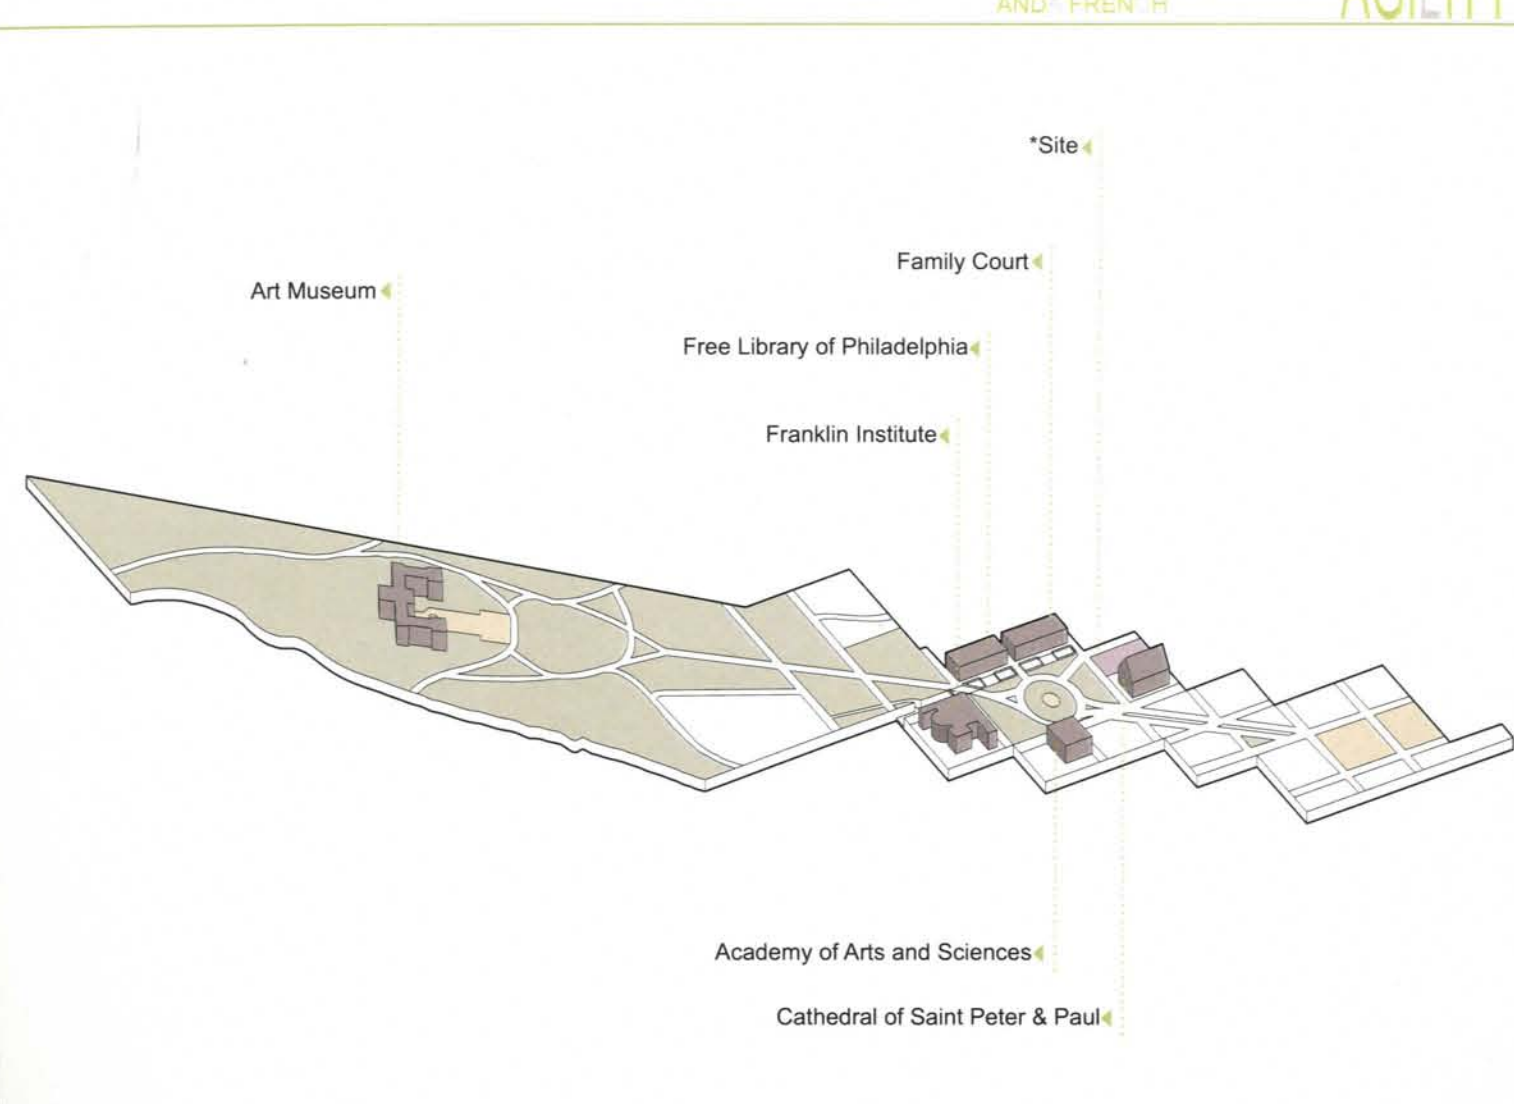 *Site
Family Court
Art Museum
Free Library of Philadelphia
Franklin Institute
Academy of Arts and Sciences
Cathedral of Saint Peter & Paul